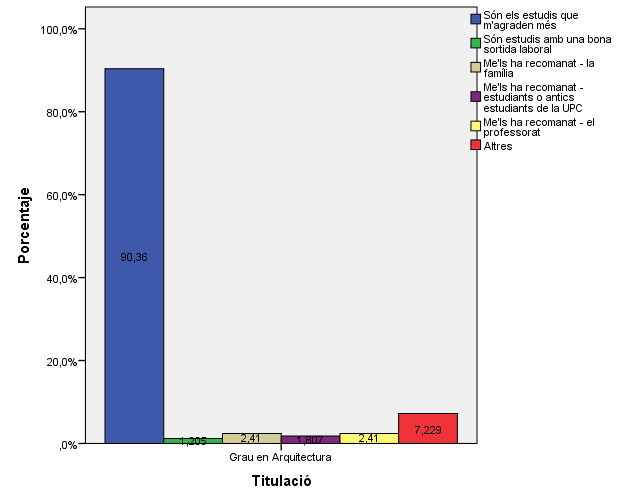 100,0%
80,0%
60,0%
40,0%
20,0%
,0%
Porcentaje
90,36
1,205
2,41
1,807
2,41
7,229
Grau en Arquitectura
Titulació
Són els estudis que
m'agraden més
Són estudis amb una bona
sortida laboral
Me'ls ha recomanat - la
família
Me'ls ha recomanat -
estudiants o antics
estudiants de la UPC
Me'ls ha recomanat - el
professorat
Altres